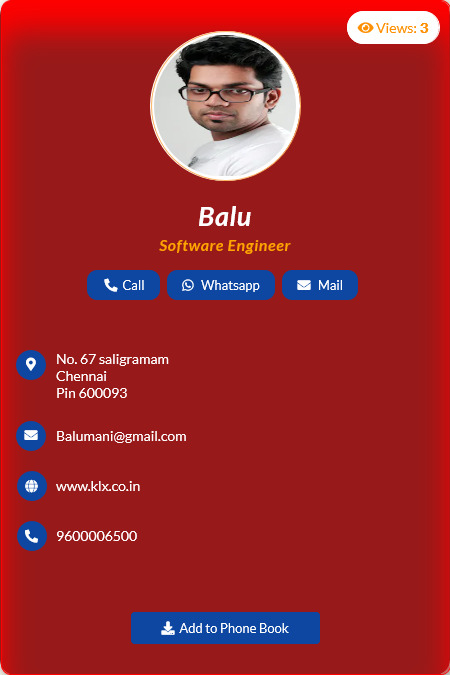 Views: 3
Balu
Software Engineer
Call
Whatsapp
Mail
No. 67 saligramam
Chennai
Pin 600093
Balumani@gmail.com
www.klx.co.in
9600006500
Add to Phone Book